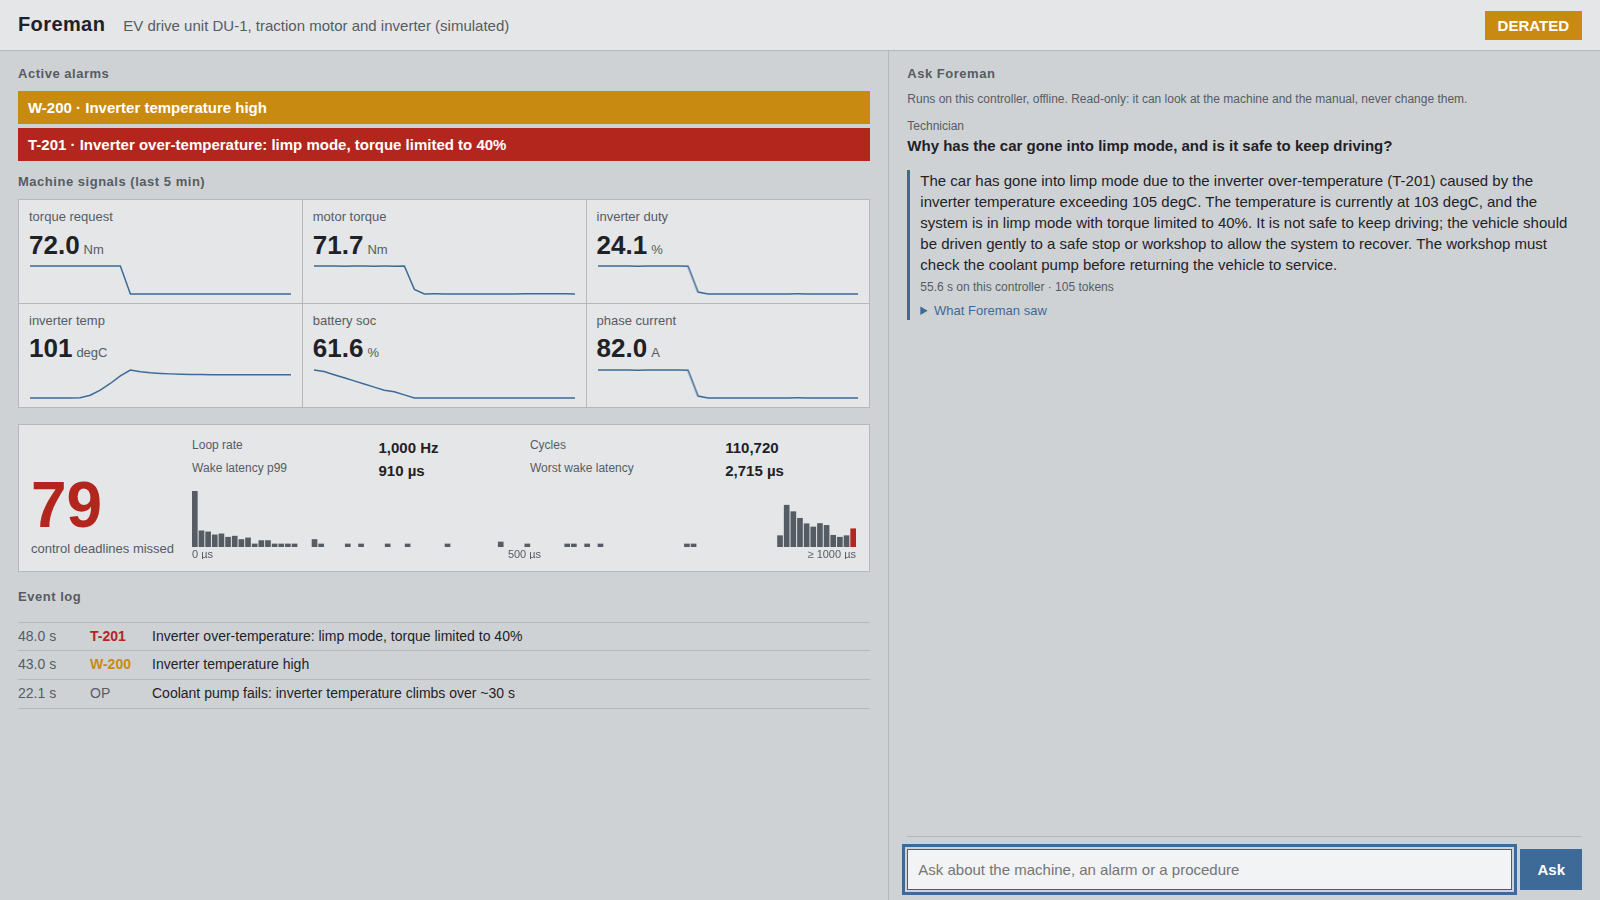 Foreman
EV drive unit DU-1, traction motor and inverter (simulated)
DERATED
Active alarms
W-200 · Inverter temperature high
T-201 · Inverter over-temperature: limp mode, torque limited to 40%
Machine signals (last 5 min)
torque request
72.0 Nm
motor torque
71.7 Nm
inverter duty
24.1 %
inverter temp
101 degC
battery soc
61.6 %
phase current
82.0 A
79
control deadlines missed
Loop rate
1,000 Hz
Cycles
110,720
Wake latency p99
910 µs
Worst wake latency
2,715 µs
0 µs
500 µs
≥ 1000 µs
Event log
48.0 s T-201 Inverter over-temperature: limp mode, torque limited to 40%
43.0 s W-200 Inverter temperature high
22.1 s OP Coolant pump fails: inverter temperature climbs over ~30 s
Ask Foreman
Runs on this controller, offline. Read-only: it can look at the machine and the manual, never change them.
Technician
Why has the car gone into limp mode, and is it safe to keep driving?
The car has gone into limp mode due to the inverter over-temperature (T-201) caused by the
inverter temperature exceeding 105 degC. The temperature is currently at 103 degC, and the
system is in limp mode with torque limited to 40%. It is not safe to keep driving; the vehicle should
be driven gently to a safe stop or workshop to allow the system to recover. The workshop must
check the coolant pump before returning the vehicle to service.
55.6 s on this controller · 105 tokens
▶ What Foreman saw
Ask about the machine, an alarm or a procedure
Ask